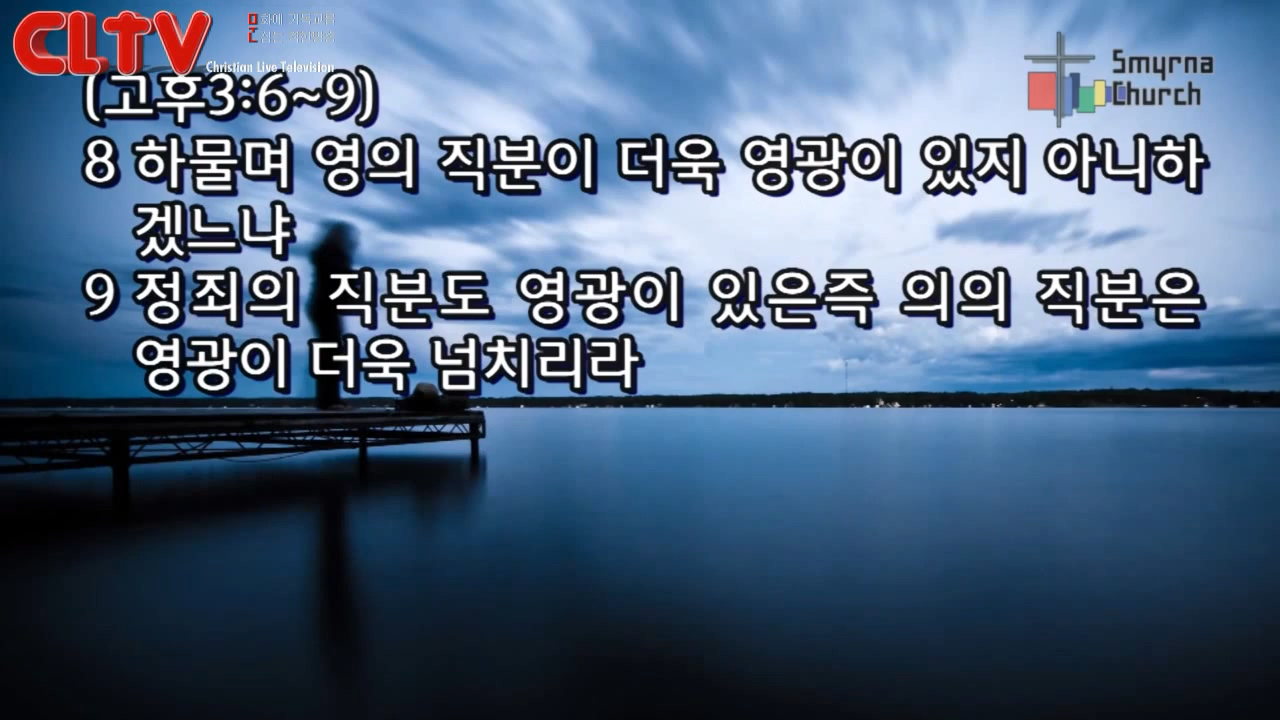 CLTV
Christian Live Television
Smyrna
Church
(고후3:6~9)
8 하물며 영의 직분이 더욱 영광이 있지 아니하
겠느냐
9 정죄의 직분도 영광이 있은즉 의의 직분은
영광이 더욱 넘치리라